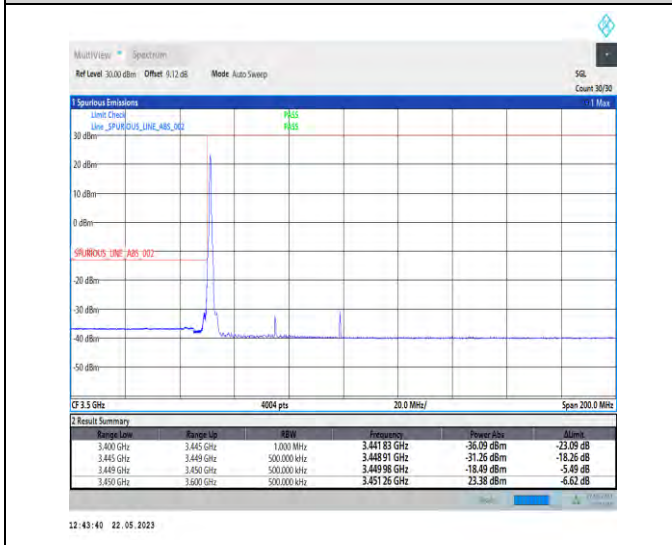 MultiView Spectrum
Ref Level 30.00 dBm Offset 9.12 dB Mode Auto Sweep SGL
Count 30/30
1 Spurious Emissions 1 Max
Limit Check PASS
Line _SPURIOUS_LINE_ABS_002 PASS
30 dBm
20 dBm
10 dBm
0 dBm
SPURIOUS_LINE_ABS_002
-20 dBm
-30 dBm
-40 dBm
-50 dBm
CF 3.5 GHz 4004 pts 20.0 MHz/ Span 200.0 MHz
2 Result Summary
Range Low Range Up RBW Frequency Power Abs ΔLimit
3.400 GHz 3.445 GHz 1.000 MHz 3.441 83 GHz -36.09 dBm -23.09 dB
3.445 GHz 3.449 GHz 500.000 kHz 3.448 91 GHz -31.26 dBm -18.26 dB
3.449 GHz 3.450 GHz 500.000 kHz 3.449 98 GHz -18.49 dBm -5.49 dB
3.450 GHz 3.600 GHz 500.000 kHz 3.451 26 GHz 23.38 dBm -6.62 dB
12:43:40 22.05.2023